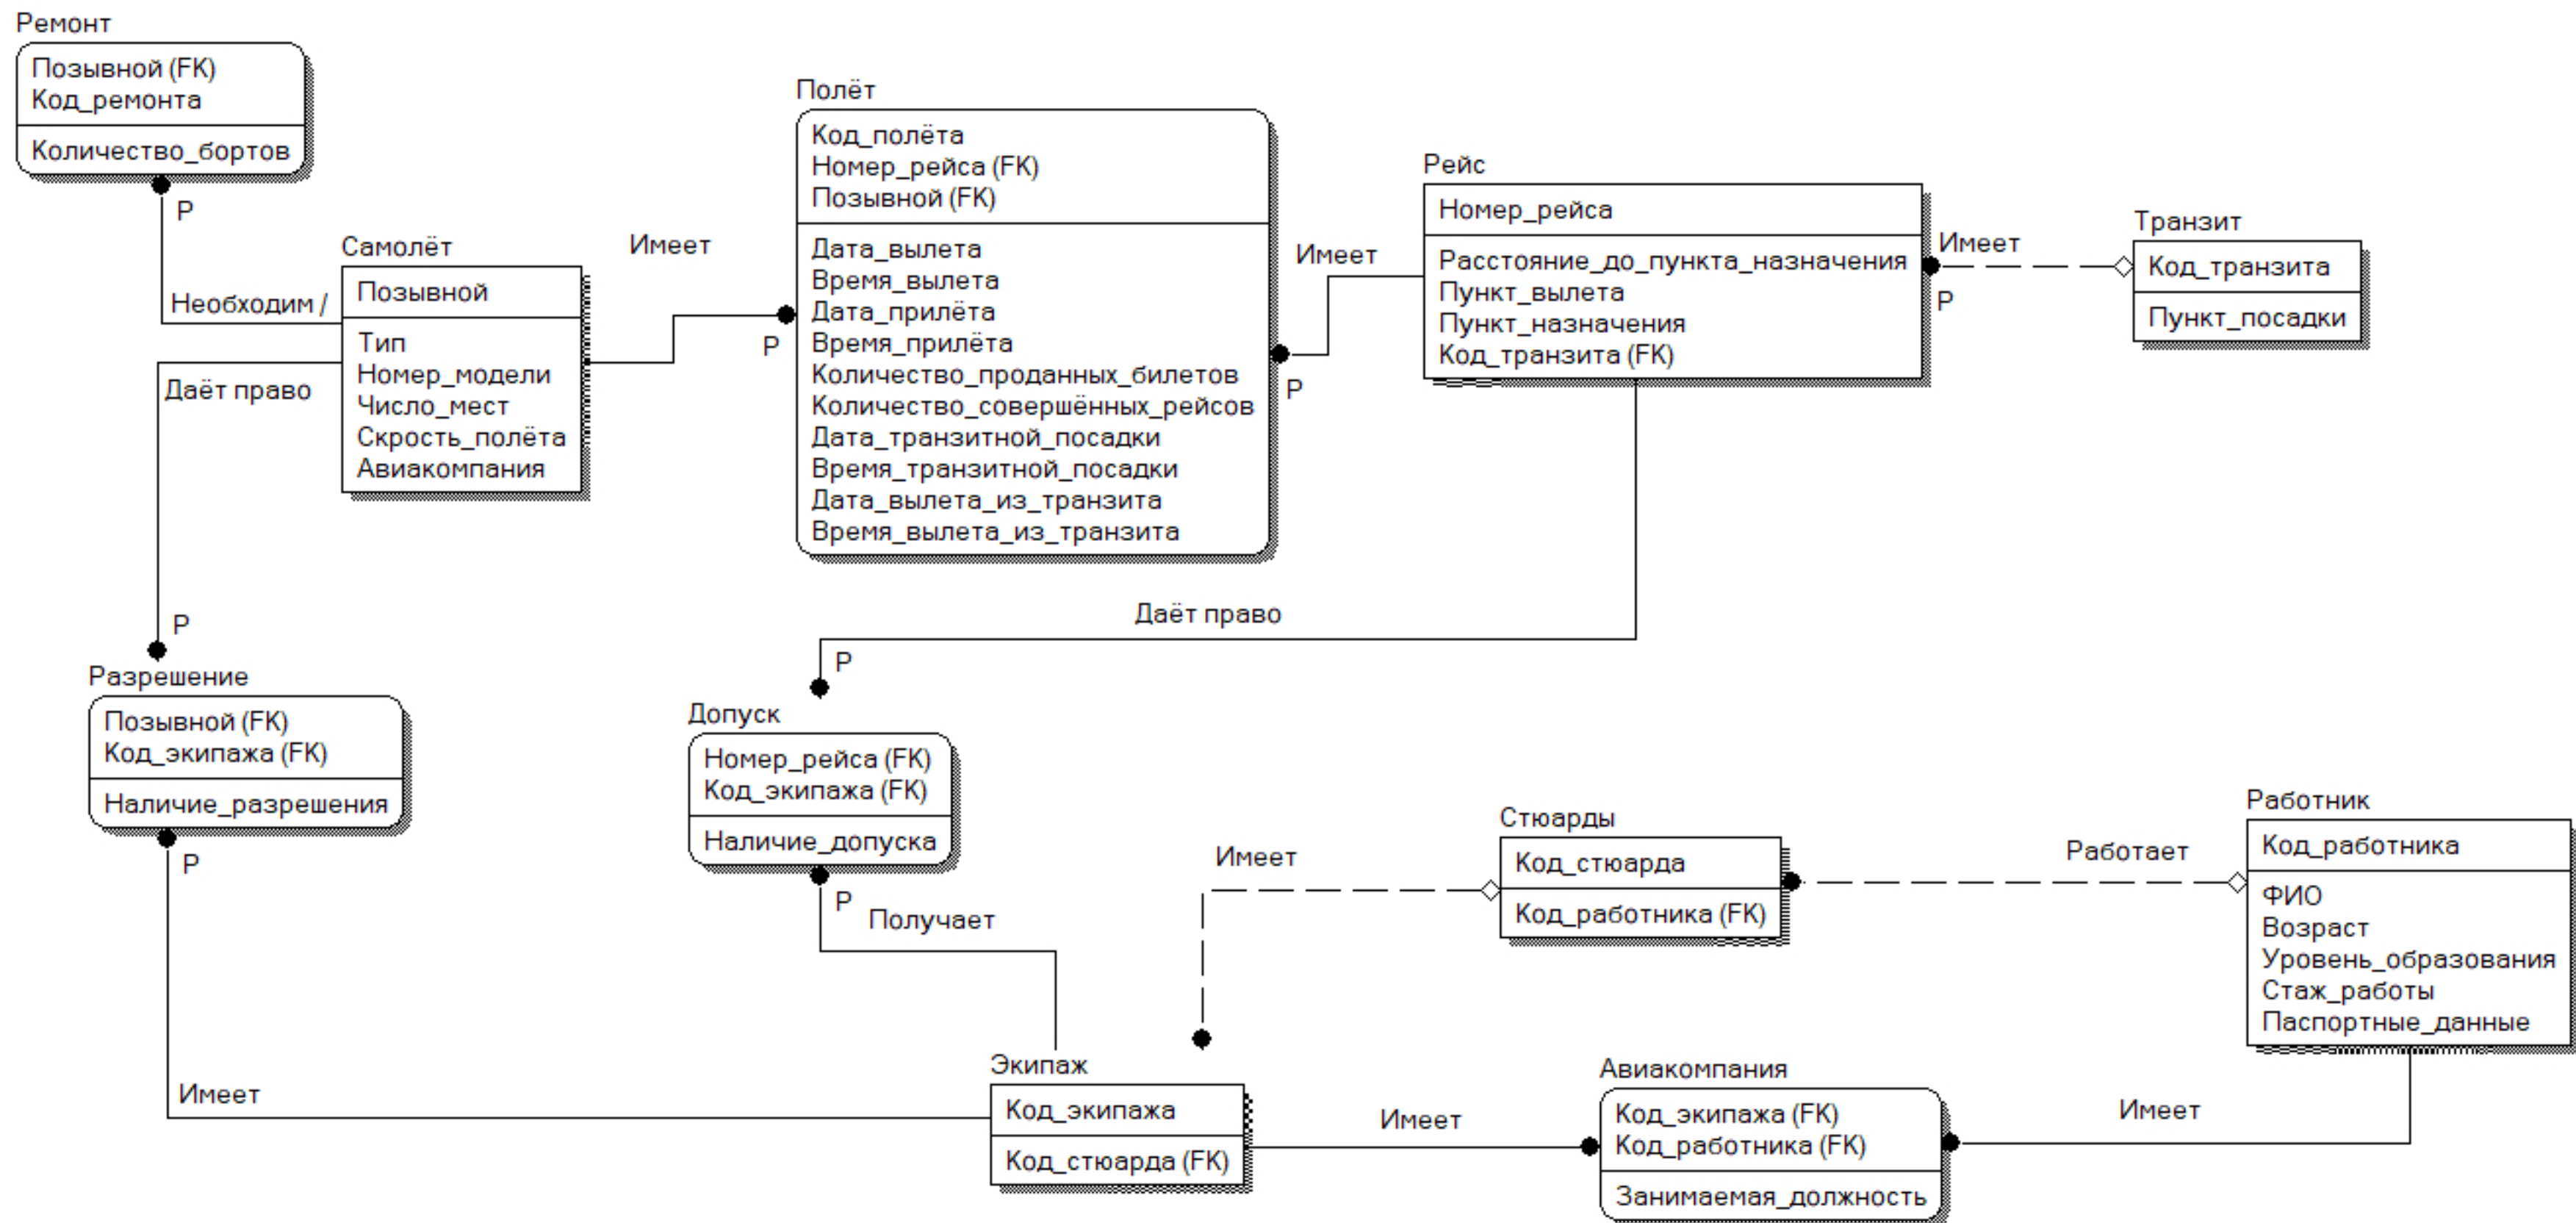 Ремонт
Позывной (FK)
Код_ремонта
Количество_бортов
P
Необходим /
Самолёт
Позывной
Тип
Номер_модели
Число_мест
Скрость_полёта
Авиакомпания
Имеет
P
Полёт
Код_полёта
Номер_рейса (FK)
Позывной (FK)
Дата_вылета
Время_вылета
Дата_прилёта
Время_прилёта
Количество_проданных_билетов
Количество_совершённых_рейсов
Дата_транзитной_посадки
Время_транзитной_посадки
Дата_вылета_из_транзита
Время_вылета_из_транзита
Имеет
P
Рейс
Номер_рейса
Расстояние_до_пункта_назначения
Пункт_вылета
Пункт_назначения
Код_транзита (FK)
Имеет
P
Транзит
Код_транзита
Пункт_посадки
Даёт право
P
Разрешение
Позывной (FK)
Код_экипажа (FK)
Наличие_разрешения
P
Имеет
Даёт право
P
Допуск
Номер_рейса (FK)
Код_экипажа (FK)
Наличие_допуска
P
Получает
Имеет
Стюарды
Код_стюарда
Код_работника (FK)
Работает
Работник
Код_работника
ФИО
Возраст
Уровень_образования
Стаж_работы
Паспортные_данные
Экипаж
Код_экипажа
Код_стюарда (FK)
Имеет
Авиакомпания
Код_экипажа (FK)
Код_работника (FK)
Занимаемая_должность
Имеет